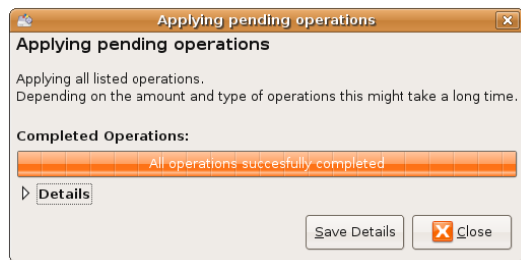 Applying pending operations
Applying pending operations
Applying all listed operations.
Depending on the amount and type of operations this might take a long time.
Completed Operations:
All operations succesfully completed
Details
Save Details Close